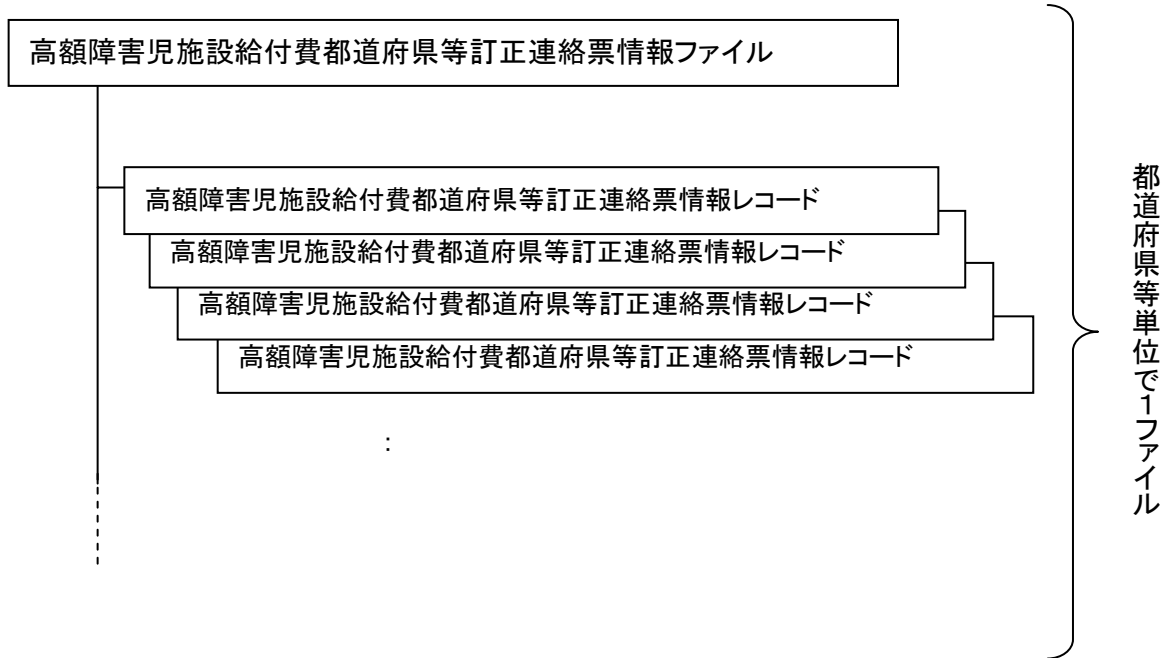 高額障害児施設給付費都道府県等訂正連絡票情報ファイル
高額障害児施設給付費都道府県等訂正連絡票情報レコード
高額障害児施設給付費都道府県等訂正連絡票情報レコード
高額障害児施設給付費都道府県等訂正連絡票情報レコード
高額障害児施設給付費都道府県等訂正連絡票情報レコード
:
都道府県等単位で1ファイル